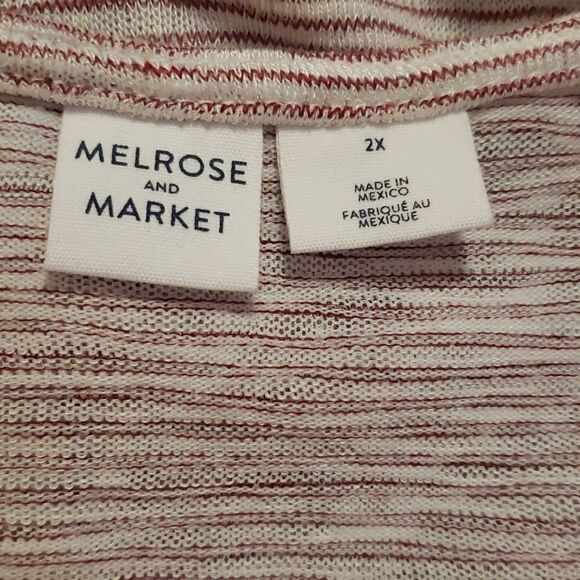 MELROSE
AND
MARKET
2X
MADE IN
MEXICO
FABRIQUÉ AU
MEXIQUE